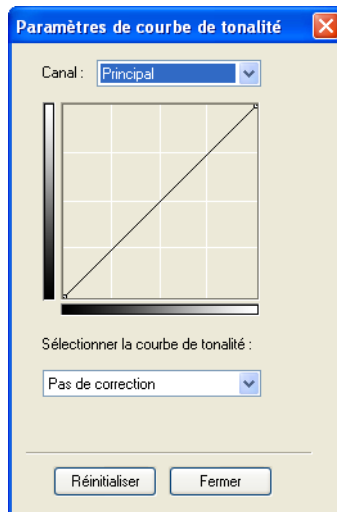 Paramètres de courbe de tonalité
Canal : Principal
Sélectionner la courbe de tonalité :
Pas de correction
Réinitialiser Fermer